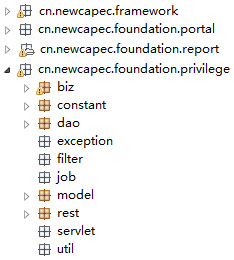 cn.newcapec.framework
cn.newcapec.foundation.portal
cn.newcapec.foundation.report
cn.newcapec.foundation.privilege
biz
constant
dao
exception
filter
job
model
rest
servlet
util